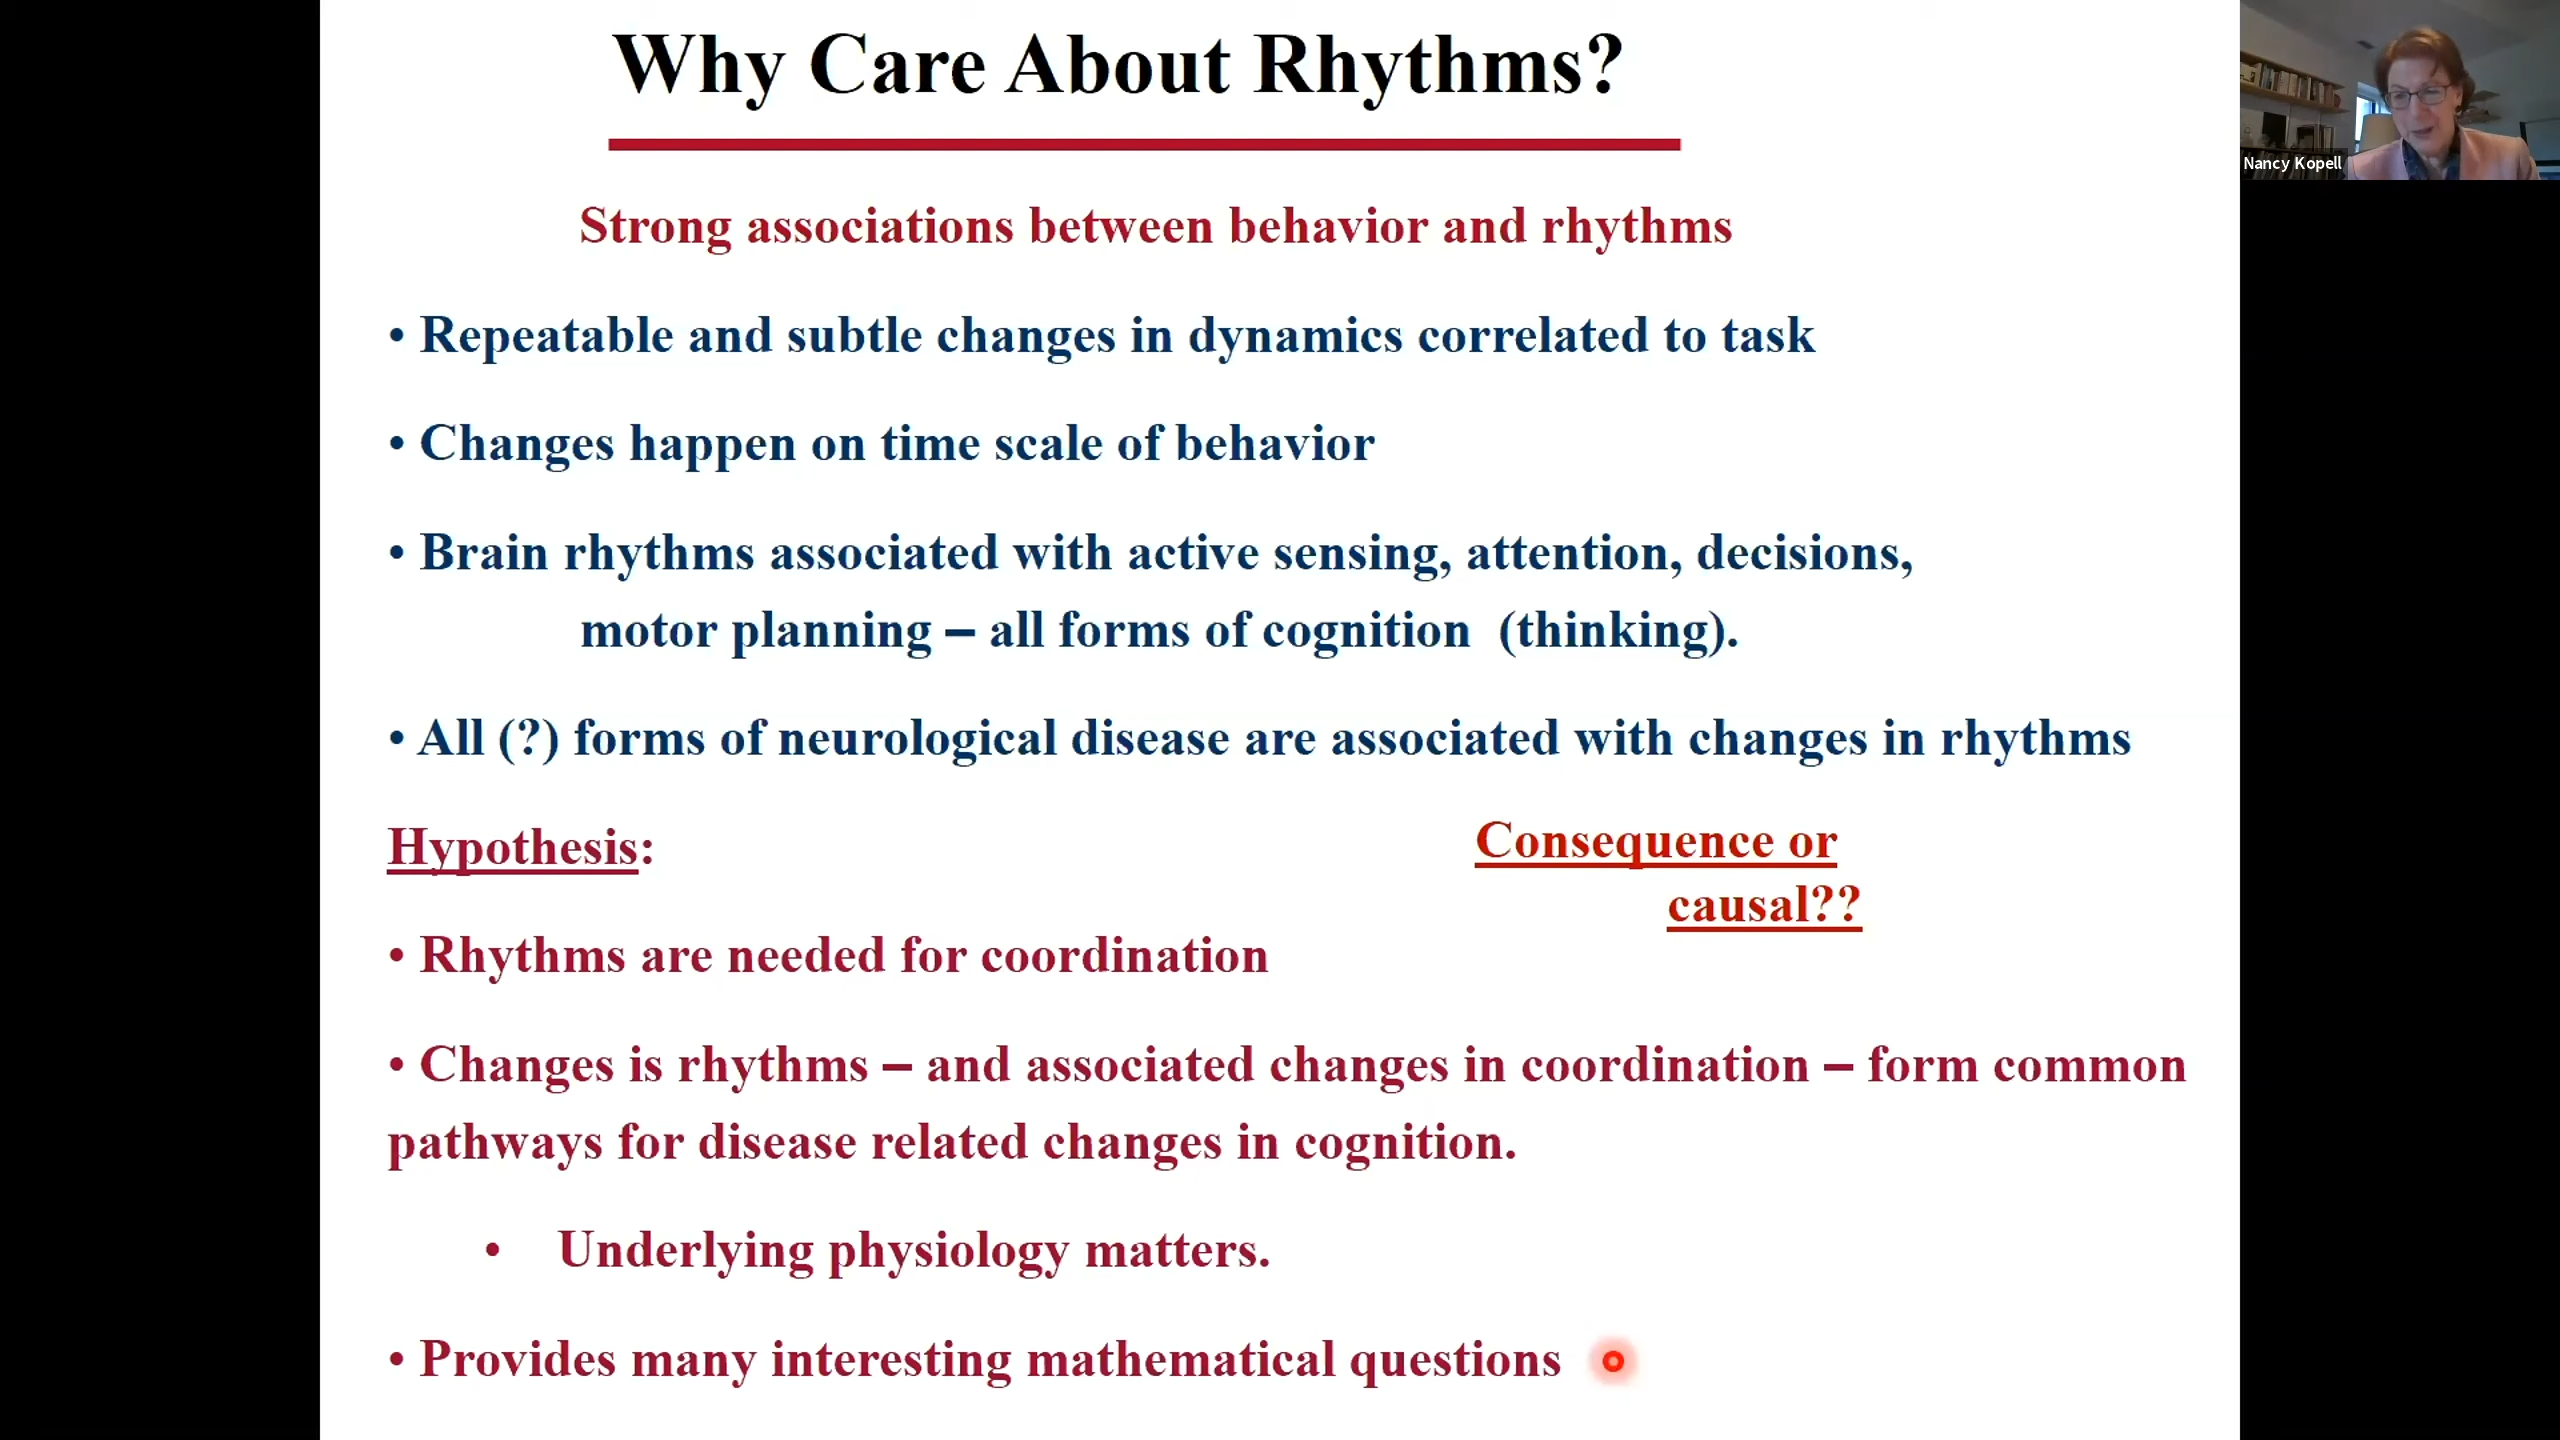 Why Care About Rhythms?
Nancy Kopell
Strong associations between behavior and rhythms
• Repeatable and subtle changes in dynamics correlated to task
• Changes happen on time scale of behavior
• Brain rhythms associated with active sensing, attention, decisions,
motor planning – all forms of cognition (thinking).
• All (?) forms of neurological disease are associated with changes in rhythms
Hypothesis:
Consequence or
causal??
• Rhythms are needed for coordination
• Changes is rhythms – and associated changes in coordination – form common
pathways for disease related changes in cognition.
• Underlying physiology matters.
• Provides many interesting mathematical questions